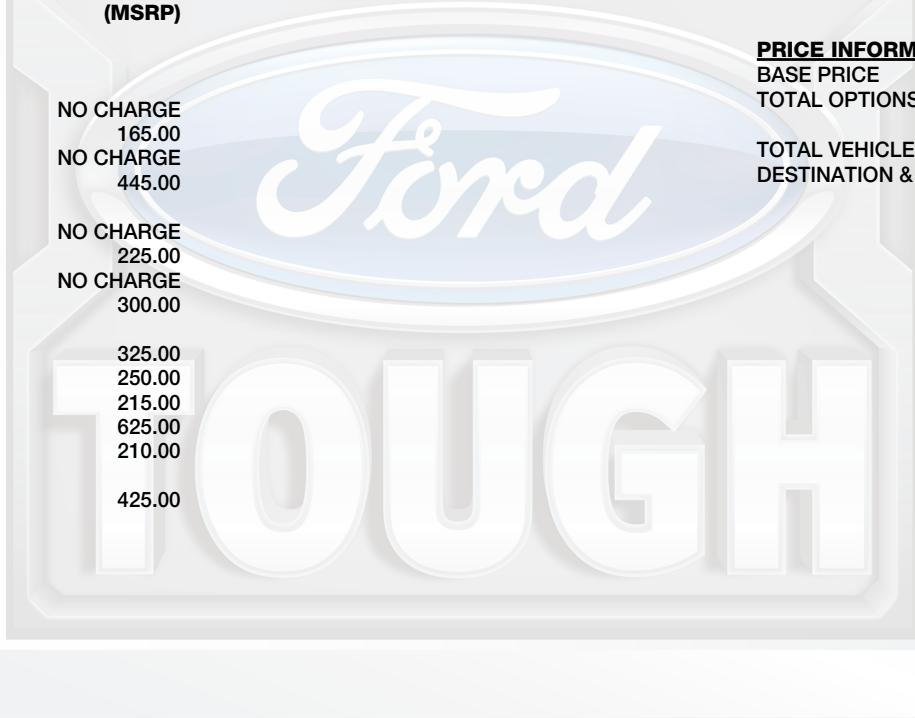 (MSRP)
PRICE INFORM
BASE PRICE
TOTAL OPTIONS
TOTAL VEHICLE
DESTINATION &
NO CHARGE
165.00
NO CHARGE
445.00
NO CHARGE
225.00
NO CHARGE
300.00
325.00
250.00
215.00
625.00
210.00
425.00
Ford
TOUGH